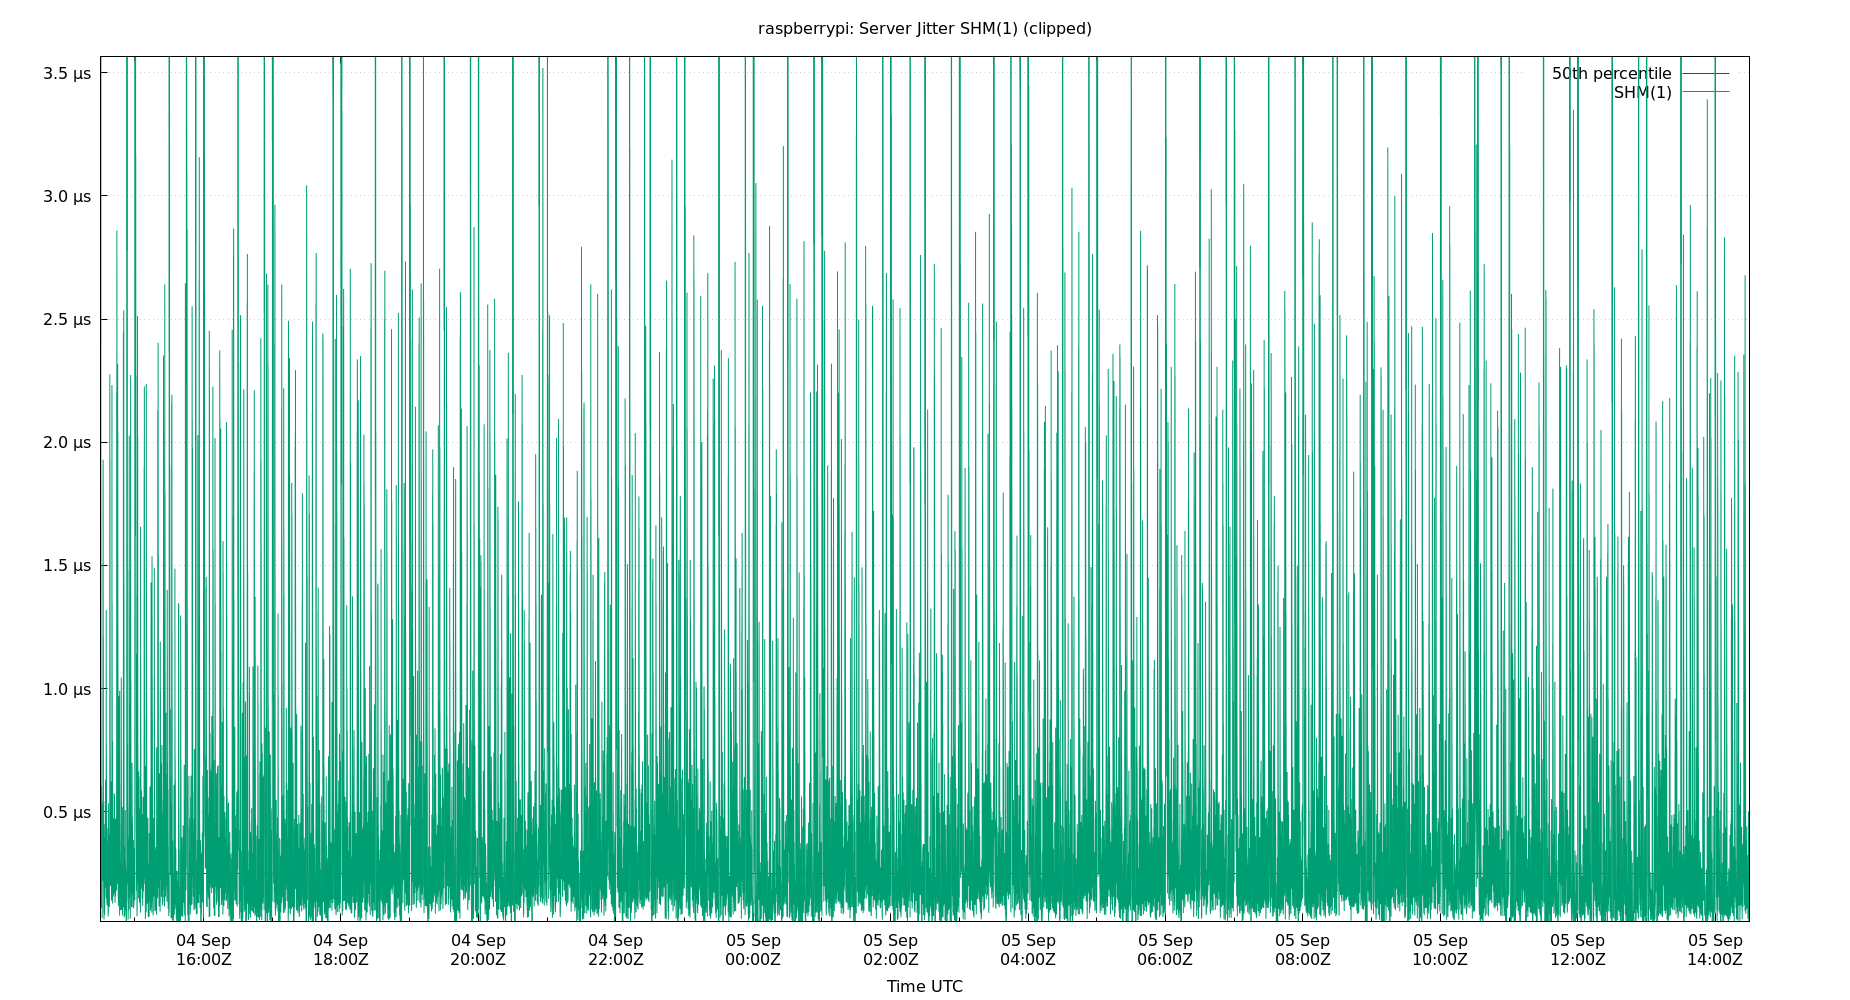 raspberrypi: Server Jitter SHM(1) (clipped)
3.5 µs
3.0 µs
2.5 µs
2.0 µs
1.5 µs
1.0 µs
0.5 µs
50th percentile
SHM(1)
04 Sep
16:00Z
04 Sep
18:00Z
04 Sep
20:00Z
04 Sep
22:00Z
05 Sep
00:00Z
05 Sep
02:00Z
05 Sep
04:00Z
05 Sep
06:00Z
05 Sep
08:00Z
05 Sep
10:00Z
05 Sep
12:00Z
05 Sep
14:00Z
Time UTC